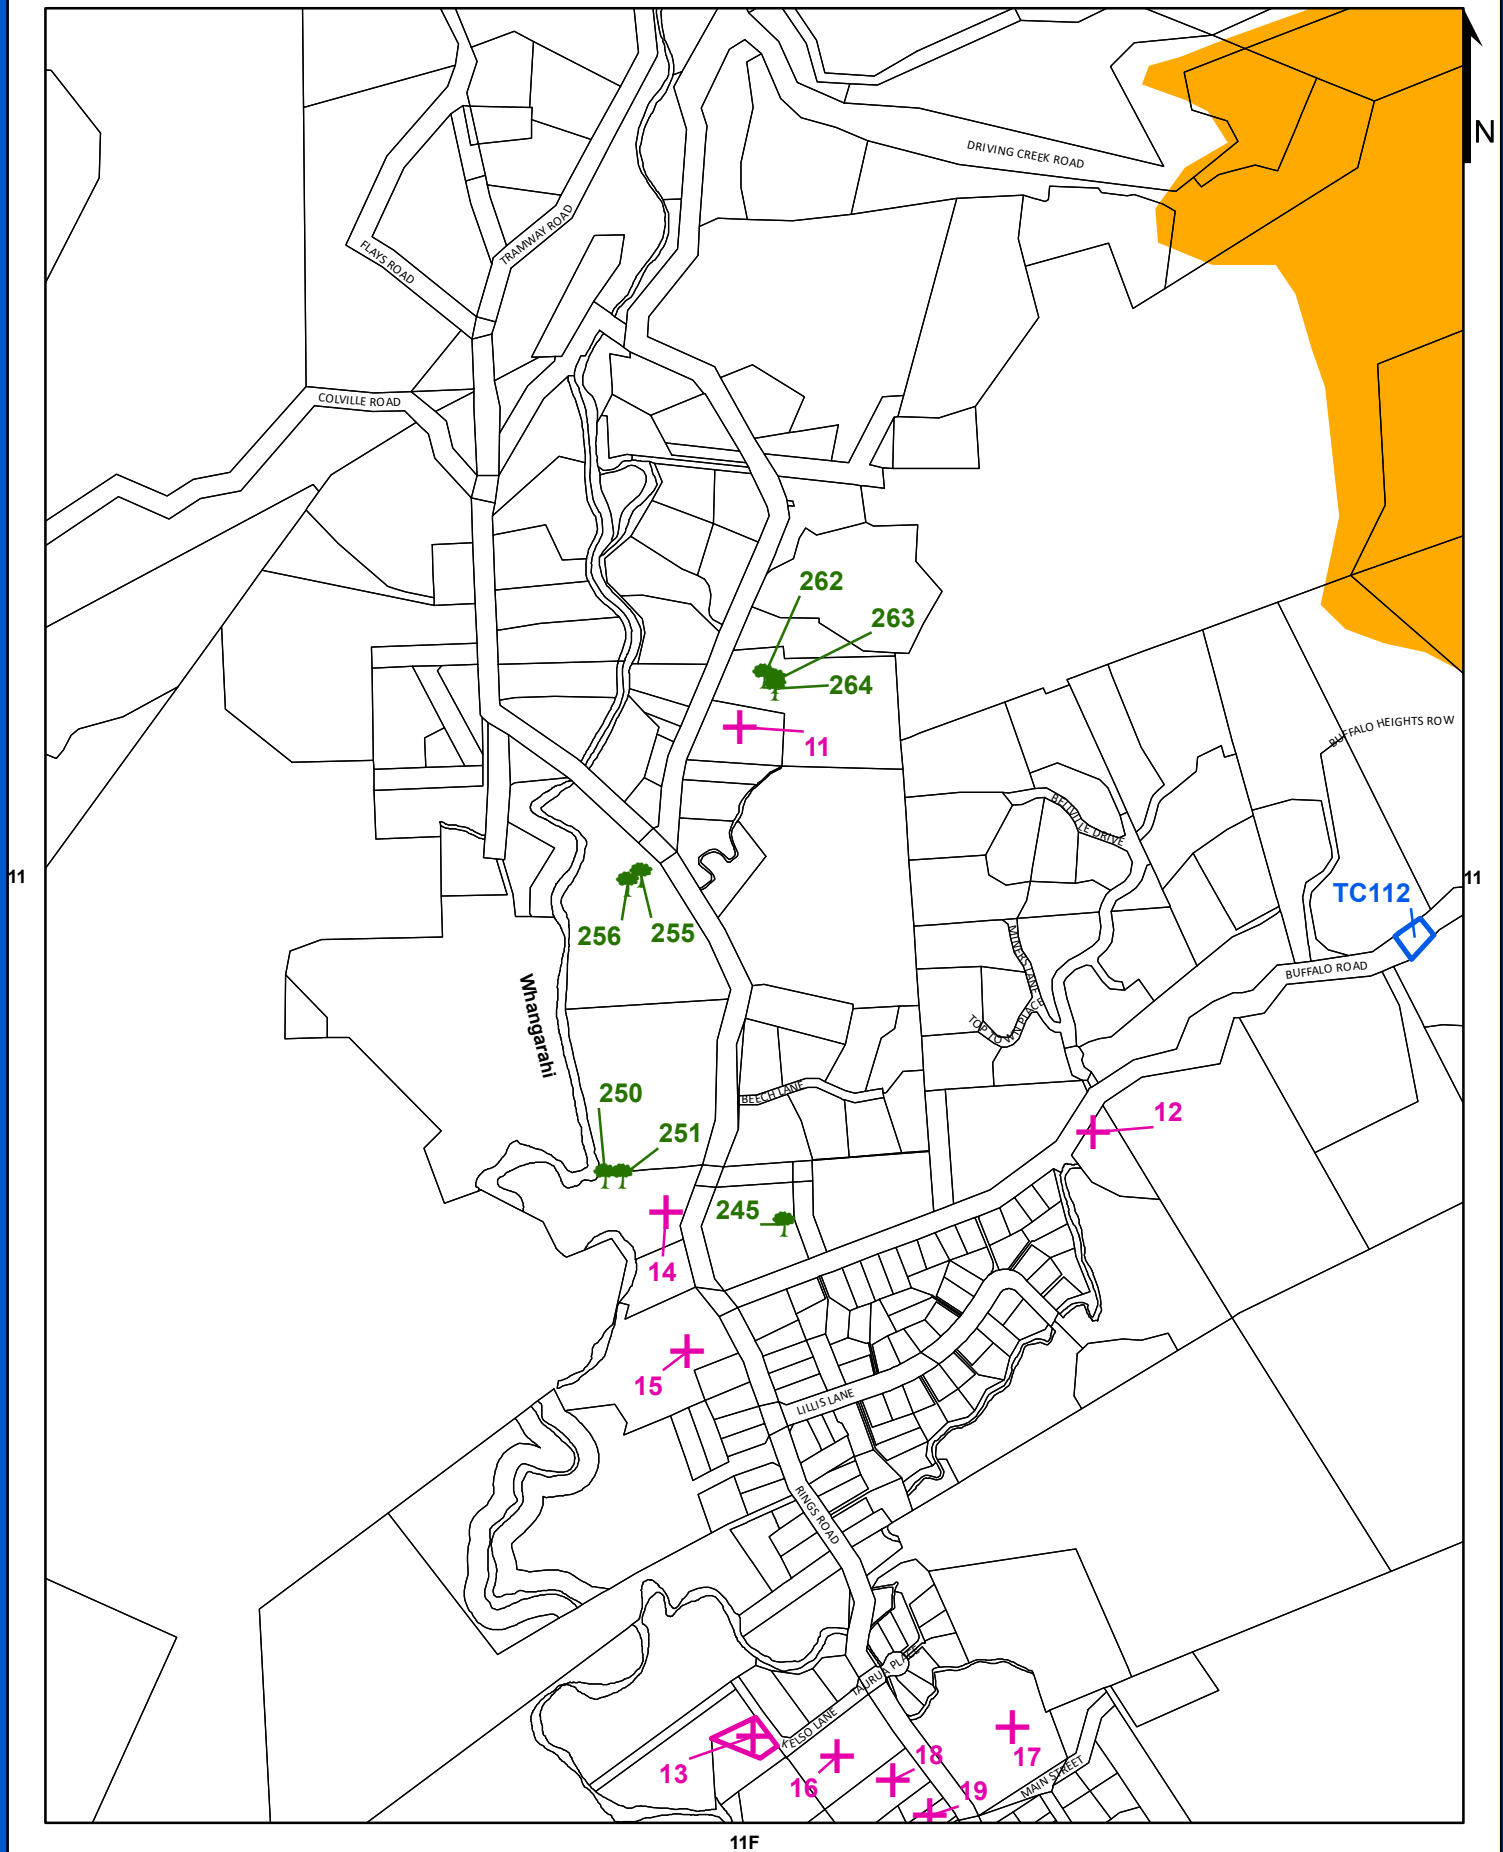 N
DRIVING CREEK ROAD
TRAMWAY ROAD
FLAYS ROAD
COLVILLE ROAD
262
263
264
11
BUFFALO HEIGHTS ROW
BELLVILLE DRIVE
11
11
TC112
256
255
MINERS LANE
BUFFALO ROAD
Whangarahi
TOP TOWN PLACE
250
BEECH LANE
12
251
245
14
15
LILLIS LANE
RINGS ROAD
TAURUA PLACE
KELSO LANE
13
16
18
17
MAIN STREET
19
11F